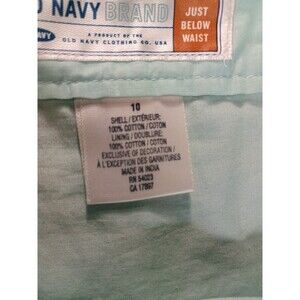 D NAVY BRAND
JUST
BELOW
WAIST
NAVY
A PRODUCT OF THE
OLD NAVY CLOTHING CO. USA
10
SHELL / EXTÉRIEUR:
100% COTTON / COTON
LINING / DOUBLURE:
100% COTTON / COTON
EXCLUSIVE OF DECORATION /
À L'EXCEPTION DES GARNITURES
MADE IN INDIA
RN 54023
CA 17897